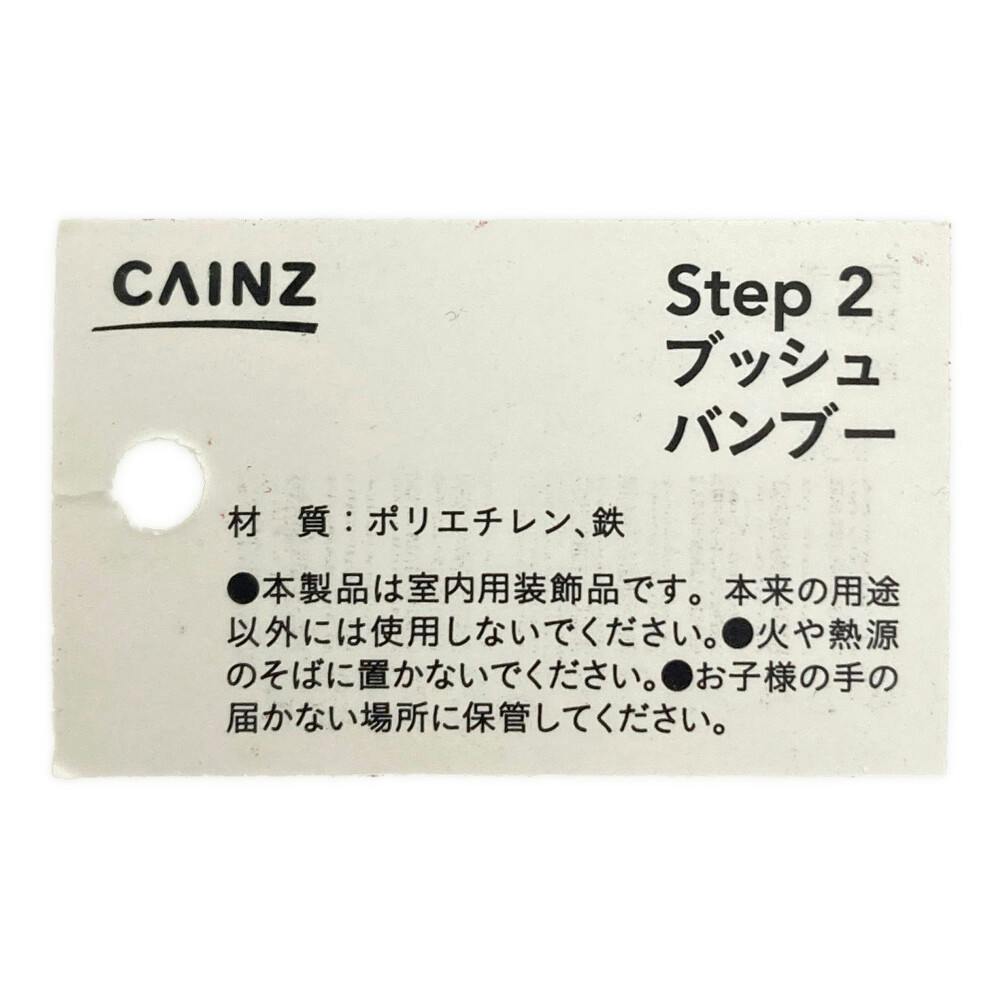 CAINZ
Step 2
ブッシュ
バンブー
材　質：ポリエチレン、鉄
●本製品は室内用装飾品です。本来の用途
以外には使用しないでください。●火や熱源
のそばに置かないでください。●お子様の手の
届かない場所に保管してください。